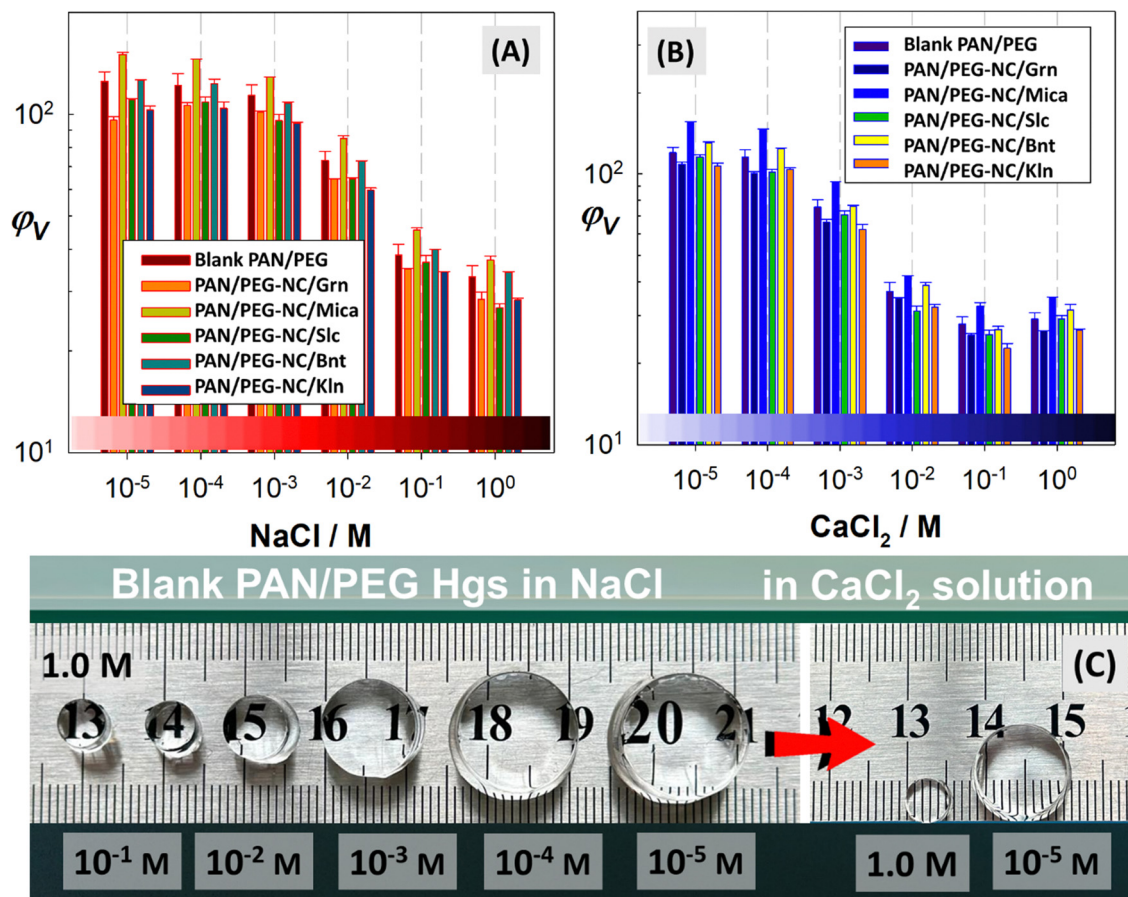 (A)
10²
φV
10¹
Blank PAN/PEG
PAN/PEG-NC/Grn
PAN/PEG-NC/Mica
PAN/PEG-NC/Slc
PAN/PEG-NC/Bnt
PAN/PEG-NC/Kln
10⁻⁵ 10⁻⁴ 10⁻³ 10⁻² 10⁻¹ 10⁰
NaCl / M
(B)
10²
φV
10¹
Blank PAN/PEG
PAN/PEG-NC/Grn
PAN/PEG-NC/Mica
PAN/PEG-NC/Slc
PAN/PEG-NC/Bnt
PAN/PEG-NC/Kln
10⁻⁵ 10⁻⁴ 10⁻³ 10⁻² 10⁻¹ 10⁰
CaCl₂ / M
Blank PAN/PEG Hgs in NaCl in CaCl₂ solution
1.0 M
(C)
13 14 15 16 17 18 19 20 21 12 13 14 15
10⁻¹ M 10⁻² M 10⁻³ M 10⁻⁴ M 10⁻⁵ M 1.0 M 10⁻⁵ M